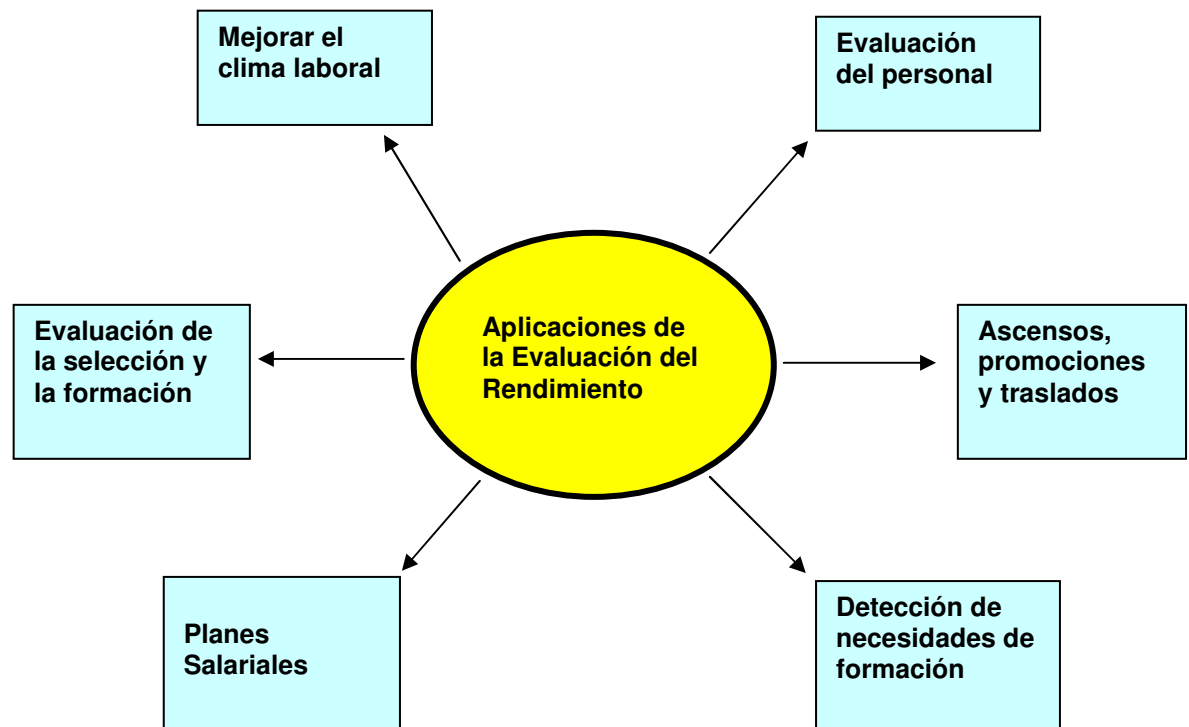 Mejorar el
clima laboral
Evaluación
del personal
Evaluación de
la selección y
la formación
Aplicaciones de
la Evaluación del
Rendimiento
Ascensos,
promociones
y traslados
Planes
Salariales
Detección de
necesidades de
formación